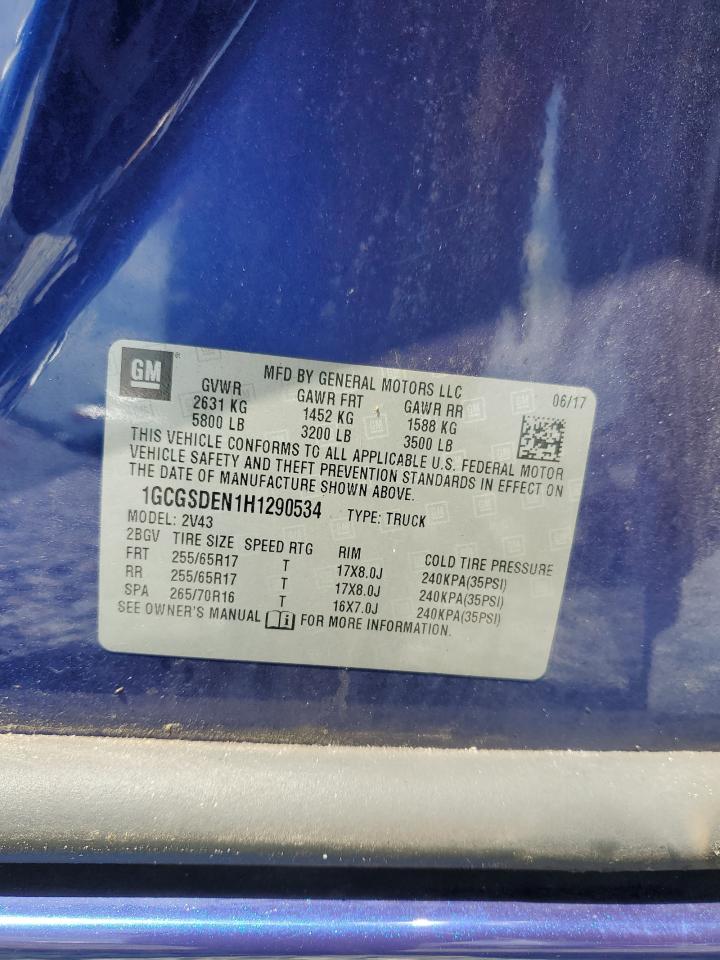 GM
MFD BY GENERAL MOTORS LLC 06/17
GVWR GAWR FRT GAWR RR
2631 KG 1452 KG 1588 KG
5800 LB 3200 LB 3500 LB
THIS VEHICLE CONFORMS TO ALL APPLICABLE U.S. FEDERAL MOTOR
VEHICLE SAFETY AND THEFT PREVENTION STANDARDS IN EFFECT ON
THE DATE OF MANUFACTURE SHOWN ABOVE.
1GCGSDEN1H1290534 TYPE: TRUCK
MODEL: 2V43
2BGV TIRE SIZE SPEED RTG RIM COLD TIRE PRESSURE
FRT 255/65R17 T 17X8.0J 240KPA(35PSI)
RR 255/65R17 T 17X8.0J 240KPA(35PSI)
SPA 265/70R16 T 16X7.0J 240KPA(35PSI)
SEE OWNER'S MANUAL i FOR MORE INFORMATION.